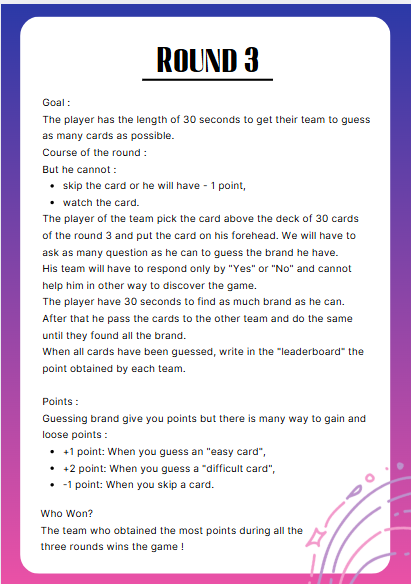 ROUND 3
Goal :
The player has the length of 30 seconds to get their team to guess
as many cards as possible.
Course of the round :
But he cannot :
• skip the card or he will have - 1 point,
• watch the card.
The player of the team pick the card above the deck of 30 cards
of the round 3 and put the card on his forehead. We will have to
ask as many question as he can to guess the brand he have.
His team will have to respond only by "Yes" or "No" and cannot
help him in other way to discover the game.
The player have 30 seconds to find as much brand as he can.
After that he pass the cards to the other team and do the same
until they found all the brand.
When all cards have been guessed, write in the "leaderboard" the
point obtained by each team.
Points :
Guessing brand give you points but there is many way to gain and
loose points :
• +1 point: When you guess an "easy card",
• +2 point: When you guess a "difficult card",
• -1 point: When you skip a card.
Who Won?
The team who obtained the most points during all the
three rounds wins the game !